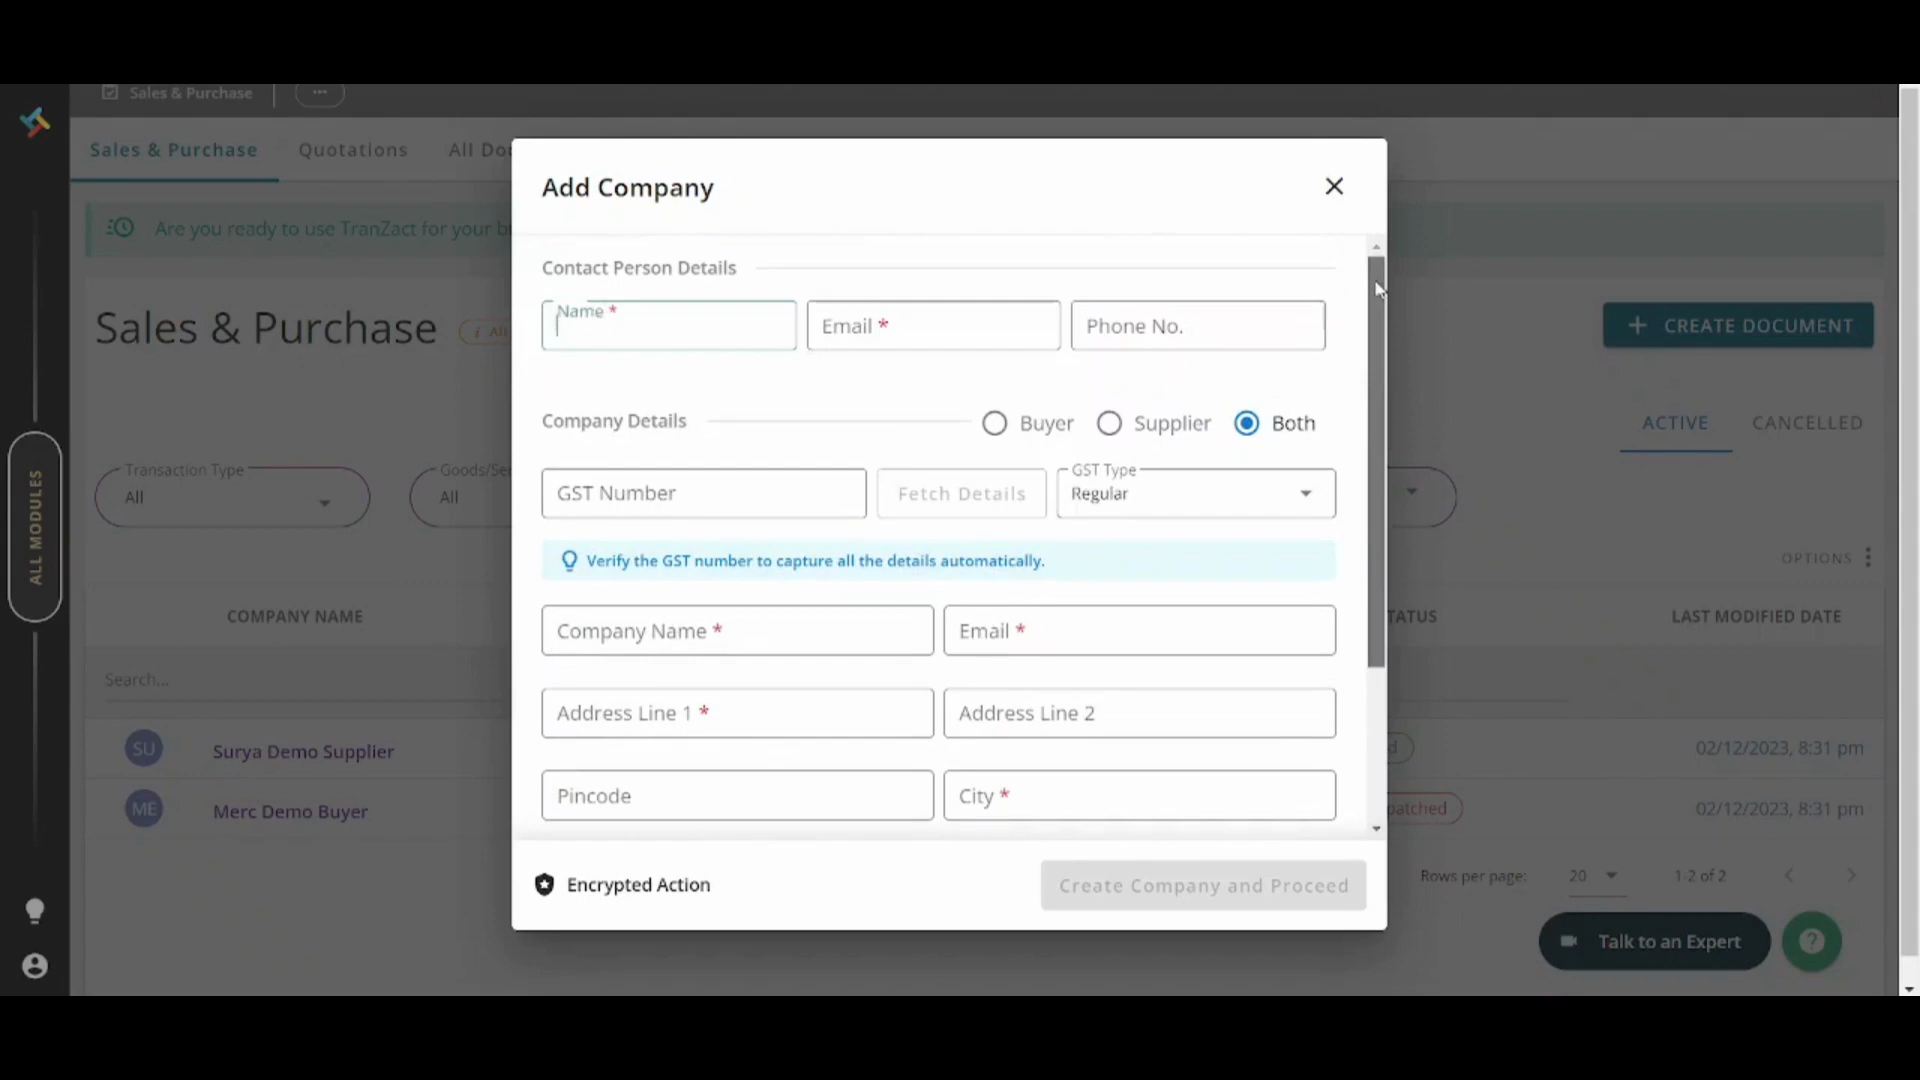 Sales & Purchase
Sales & Purchase
Quotations
Add Company
Are you ready to use TranZact for your
Contact Person Details
Name *
Email *
Phone No.
Sales & Purchase
+ CREATE DOCUMENT
Company Details
Buyer
Supplier
Both
ACTIVE
CANCELLED
Transaction Type
All
All
GST Number
Fetch Details
GST Type
Regular
ALL MODULES
Verify the GST number to capture all the details automatically.
OPTIONS
COMPANY NAME
LAST MODIFIED DATE
Company Name *
Email *
Search...
Address Line 1 *
Address Line 2
SU
Surya Demo Supplier
02/12/2023, 8:31 pm
Pincode
City *
ME
Merc Demo Buyer
02/12/2023, 8:31 pm
Encrypted Action
Create Company and Proceed
Rows per page:
20
1-2 of 2
Talk to an Expert
?